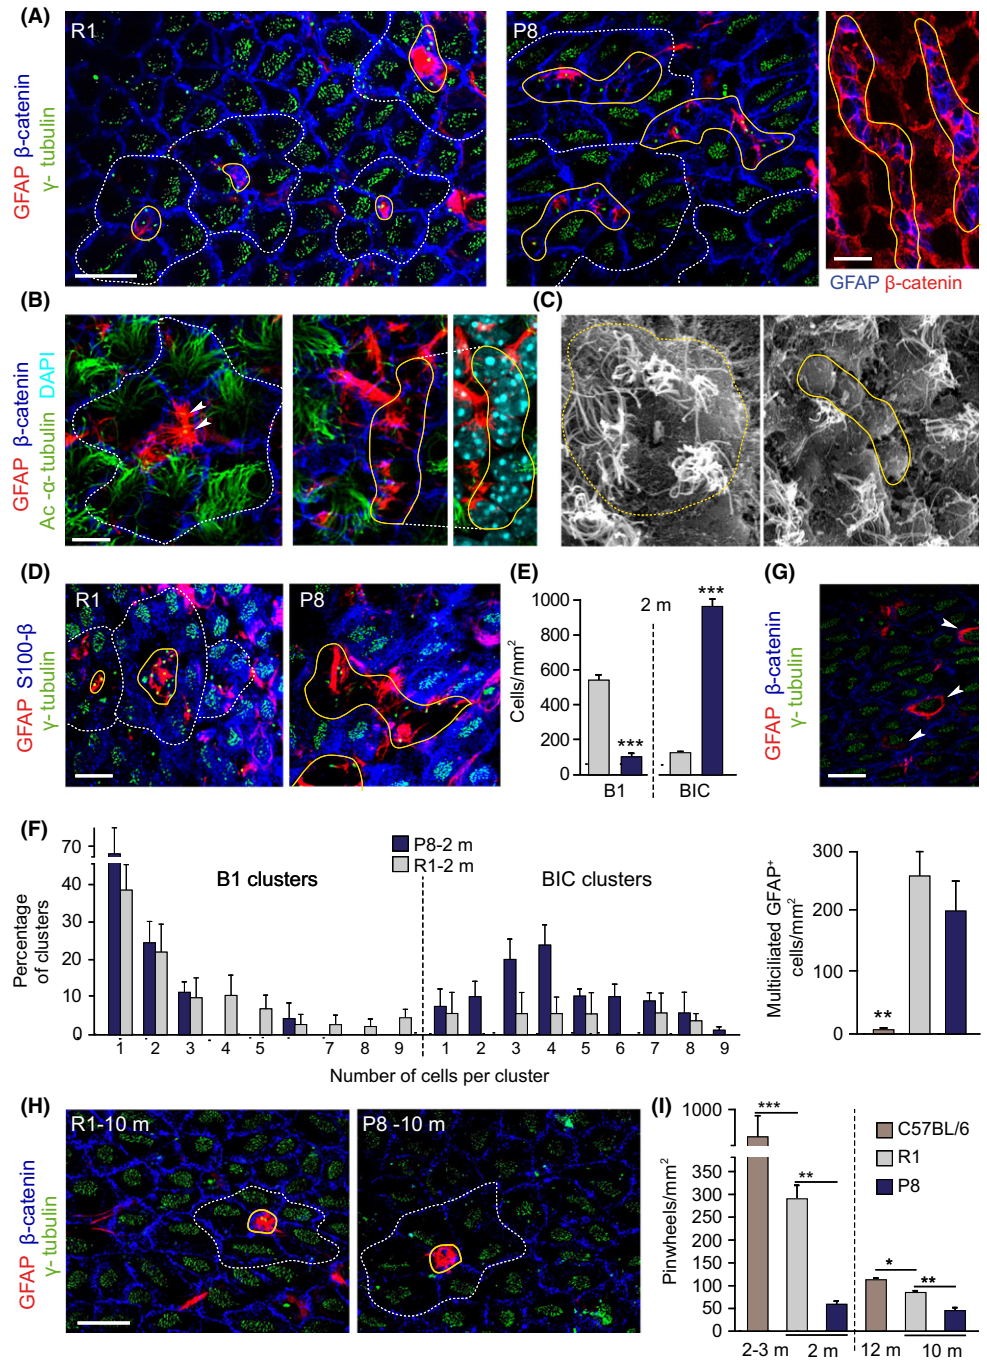 (A)
R1
P8
GFAP β-catenin
γ- tubulin
GFAP β-catenin
(B)
(C)
GFAP β-catenin
Ac -α- tubulin DAPI
(D)
R1
P8
GFAP S100-β
γ- tubulin
(E)
2 m
***
***
1000
800
600
400
200
0
Cells/mm²
B1
BIC
(G)
GFAP β-catenin
γ- tubulin
(F)
P8-2 m
R1-2 m
B1 clusters
BIC clusters
70
40
30
20
10
0
Percentage
of clusters
1 2 3 4 5 7 8 9 1 2 3 4 5 6 7 8 9
Number of cells per cluster
300
200
100
0
Multiciliated GFAP⁺
cells/mm²
**
(H)
R1-10 m
P8 -10 m
GFAP β-catenin
γ- tubulin
(I)
1000
350
300
250
200
150
100
50
0
Pinwheels/mm²
***
**
*
**
C57BL/6
R1
P8
2-3 m 2 m 12 m 10 m